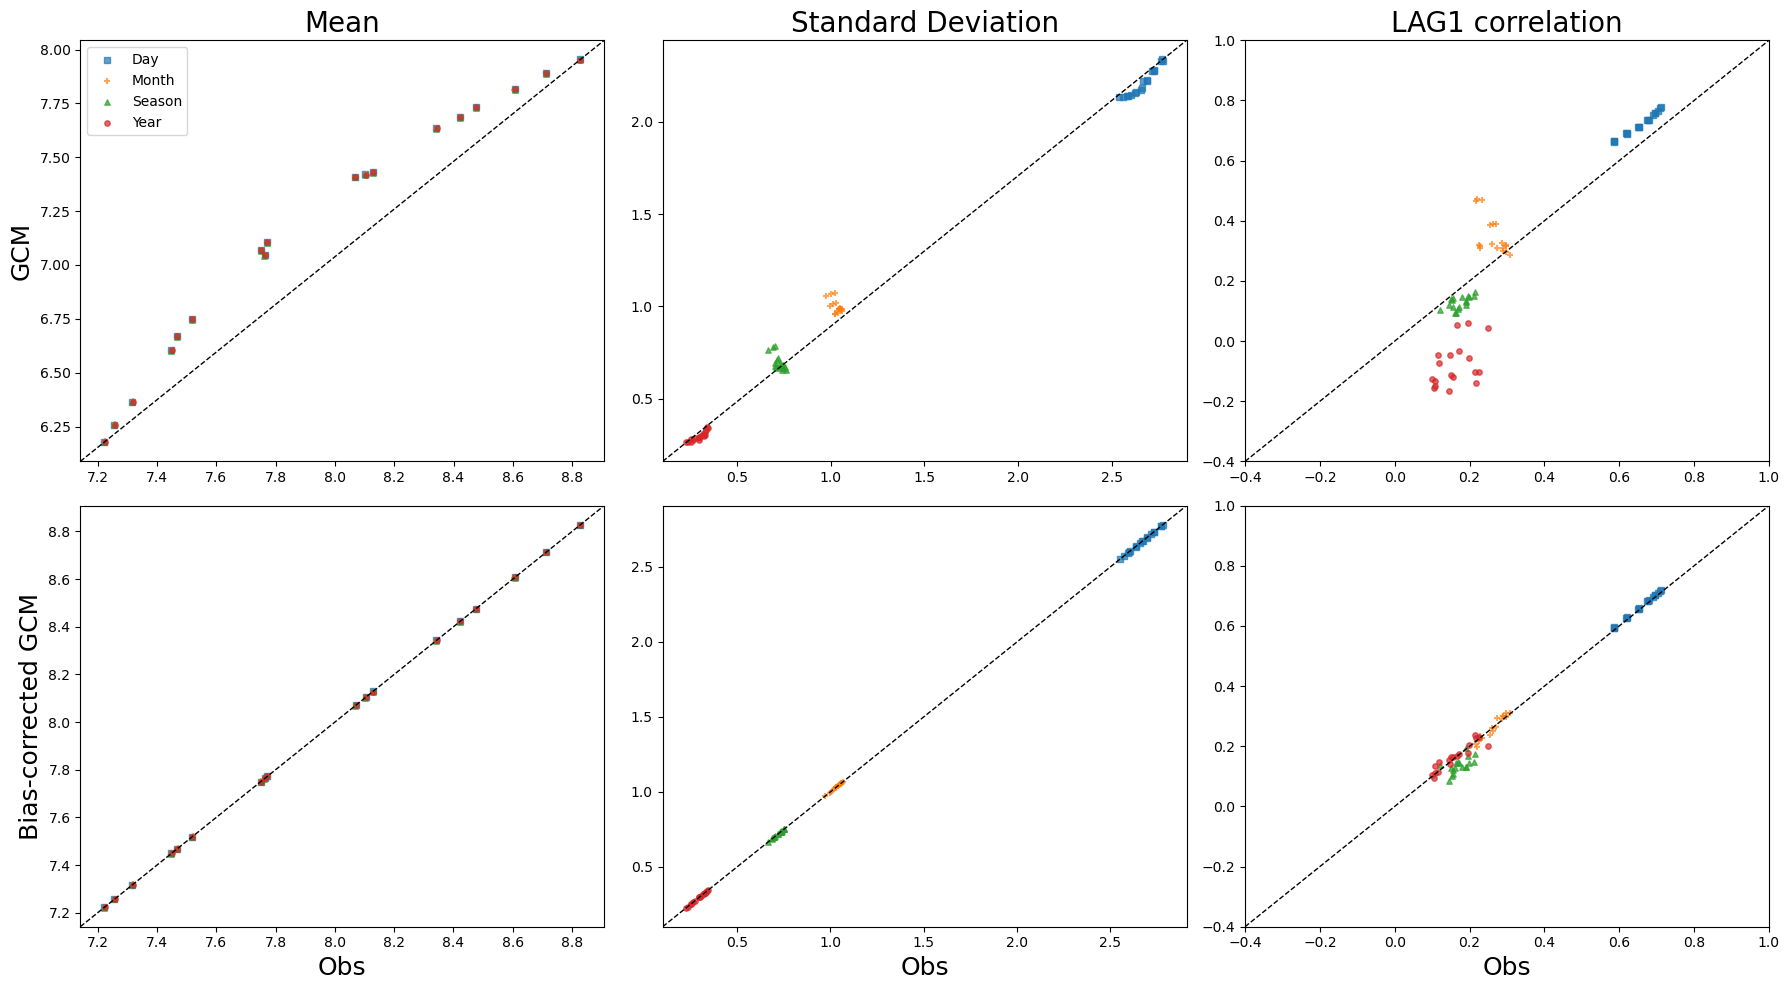 Mean
Standard Deviation
LAG1 correlation
GCM
8.00
7.75
7.50
7.25
7.00
6.75
6.50
6.25
Day
Month
Season
Year
7.2 7.4 7.6 7.8 8.0 8.2 8.4 8.6 8.8
2.0
1.5
1.0
0.5
0.5 1.0 1.5 2.0 2.5
1.0
0.8
0.6
0.4
0.2
0.0
−0.2
−0.4
−0.4 −0.2 0.0 0.2 0.4 0.6 0.8 1.0
Bias-corrected GCM
8.8
8.6
8.4
8.2
8.0
7.8
7.6
7.4
7.2
7.2 7.4 7.6 7.8 8.0 8.2 8.4 8.6 8.8
Obs
2.5
2.0
1.5
1.0
0.5
0.5 1.0 1.5 2.0 2.5
Obs
1.0
0.8
0.6
0.4
0.2
0.0
−0.2
−0.4
−0.4 −0.2 0.0 0.2 0.4 0.6 0.8 1.0
Obs